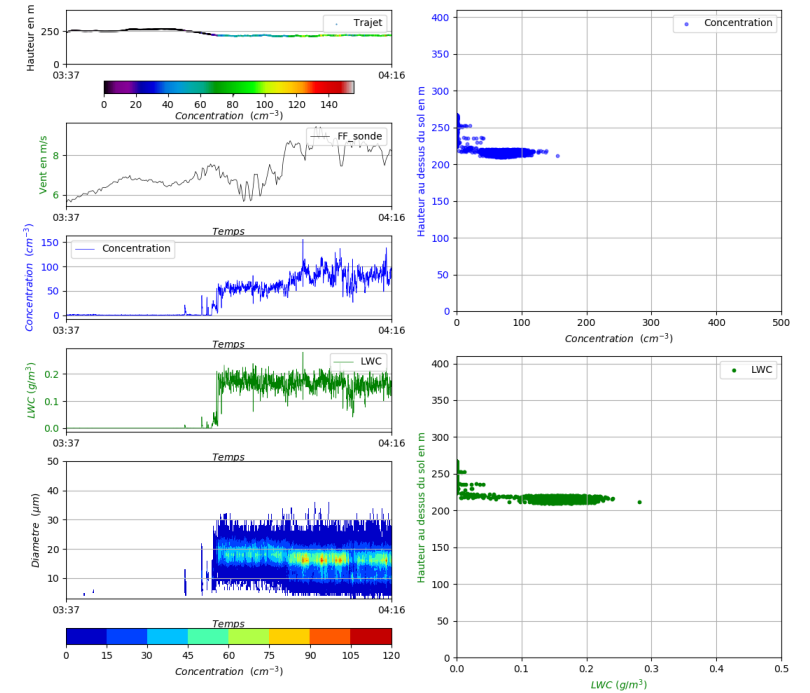 Hauteur en m
250
0
Trajet
03:37
04:16
0 20 40 60 80 100 120 140
Concentration (cm⁻³)
Vent en m/s
8
6
FF_sonde
03:37
04:16
Temps
Concentration (cm⁻³)
150
100
50
0
Concentration
03:37
04:16
Temps
LWC (g/m³)
0.2
0.1
0.0
LWC
03:37
04:16
Temps
Diametre (μm)
50
40
30
20
10
03:37
04:16
Temps
0 15 30 45 60 75 90 105 120
Concentration (cm⁻³)
Hauteur au dessus du sol en m
400
350
300
250
200
150
100
50
0
Concentration
0 100 200 300 400 500
Concentration (cm⁻³)
Hauteur au dessus du sol en m
400
350
300
250
200
150
100
50
0
LWC
0.0 0.1 0.2 0.3 0.4 0.5
LWC (g/m³)